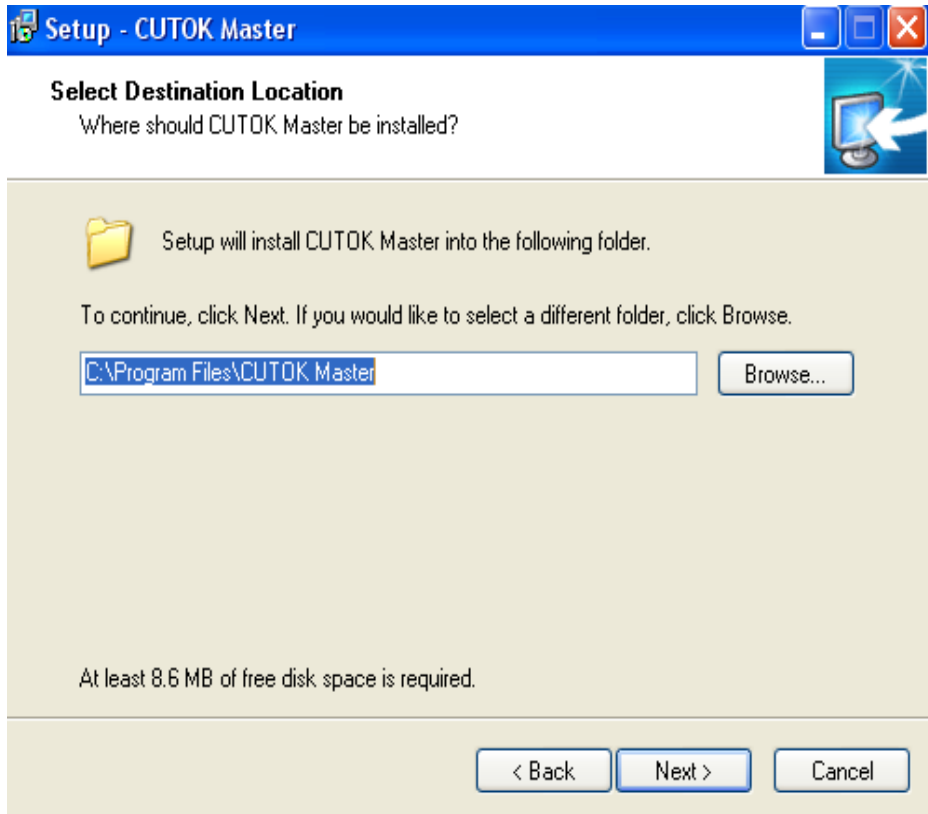 Setup - CUTOK Master
Select Destination Location
Where should CUTOK Master be installed?
Setup will install CUTOK Master into the following folder.
To continue, click Next. If you would like to select a different folder, click Browse.
C:\Program Files\CUTOK Master
Browse...
At least 8.6 MB of free disk space is required.
< Back
Next >
Cancel